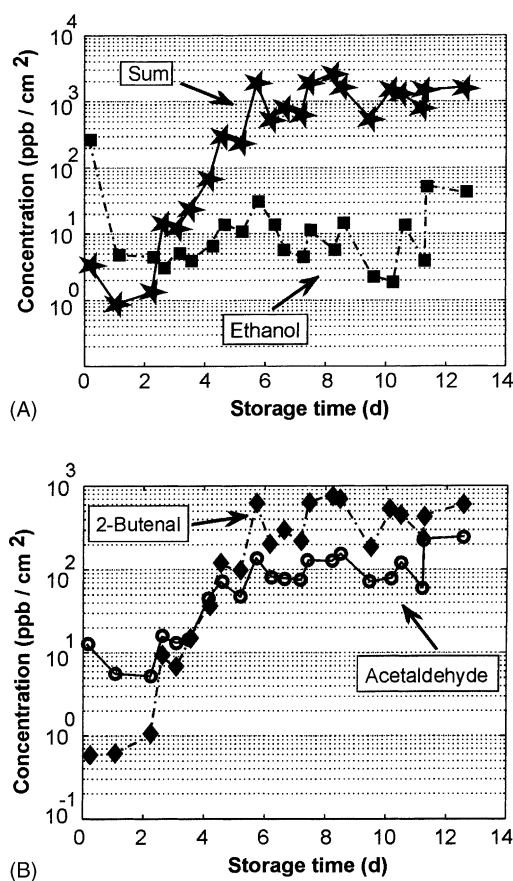 10^4
10^3
10^2
10^1
10^0
Concentration (ppb / cm^2)
Sum
Ethanol
0 2 4 6 8 10 12 14
Storage time (d)
(A)
10^3
10^2
10^1
10^0
10^-1
Concentration (ppb / cm^2)
2-Butenal
Acetaldehyde
0 2 4 6 8 10 12 14
Storage time (d)
(B)